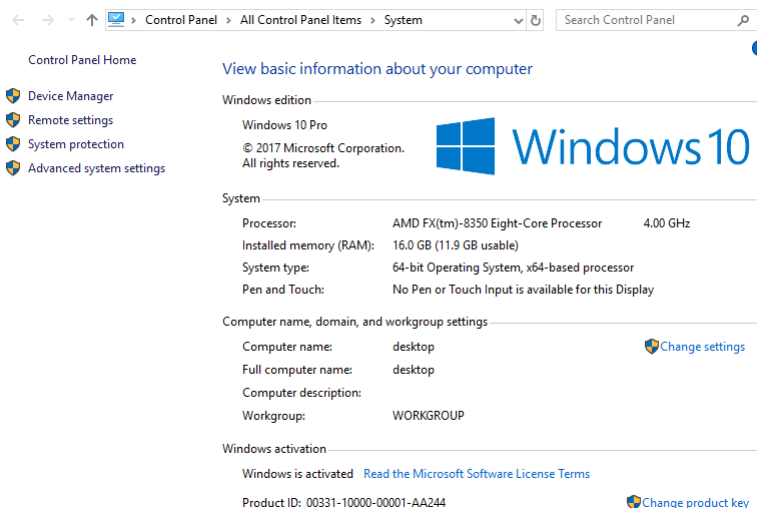 Control Panel > All Control Panel Items > System
Search Control Panel
Control Panel Home
Device Manager
Remote settings
System protection
Advanced system settings
View basic information about your computer
Windows edition
Windows 10 Pro
© 2017 Microsoft Corporation.
All rights reserved.
Windows 10
System
Processor: AMD FX(tm)-8350 Eight-Core Processor 4.00 GHz
Installed memory (RAM): 16.0 GB (11.9 GB usable)
System type: 64-bit Operating System, x64-based processor
Pen and Touch: No Pen or Touch Input is available for this Display
Computer name, domain, and workgroup settings
Computer name: desktop Change settings
Full computer name: desktop
Computer description:
Workgroup: WORKGROUP
Windows activation
Windows is activated Read the Microsoft Software License Terms
Product ID: 00331-10000-00001-AA244 Change product key